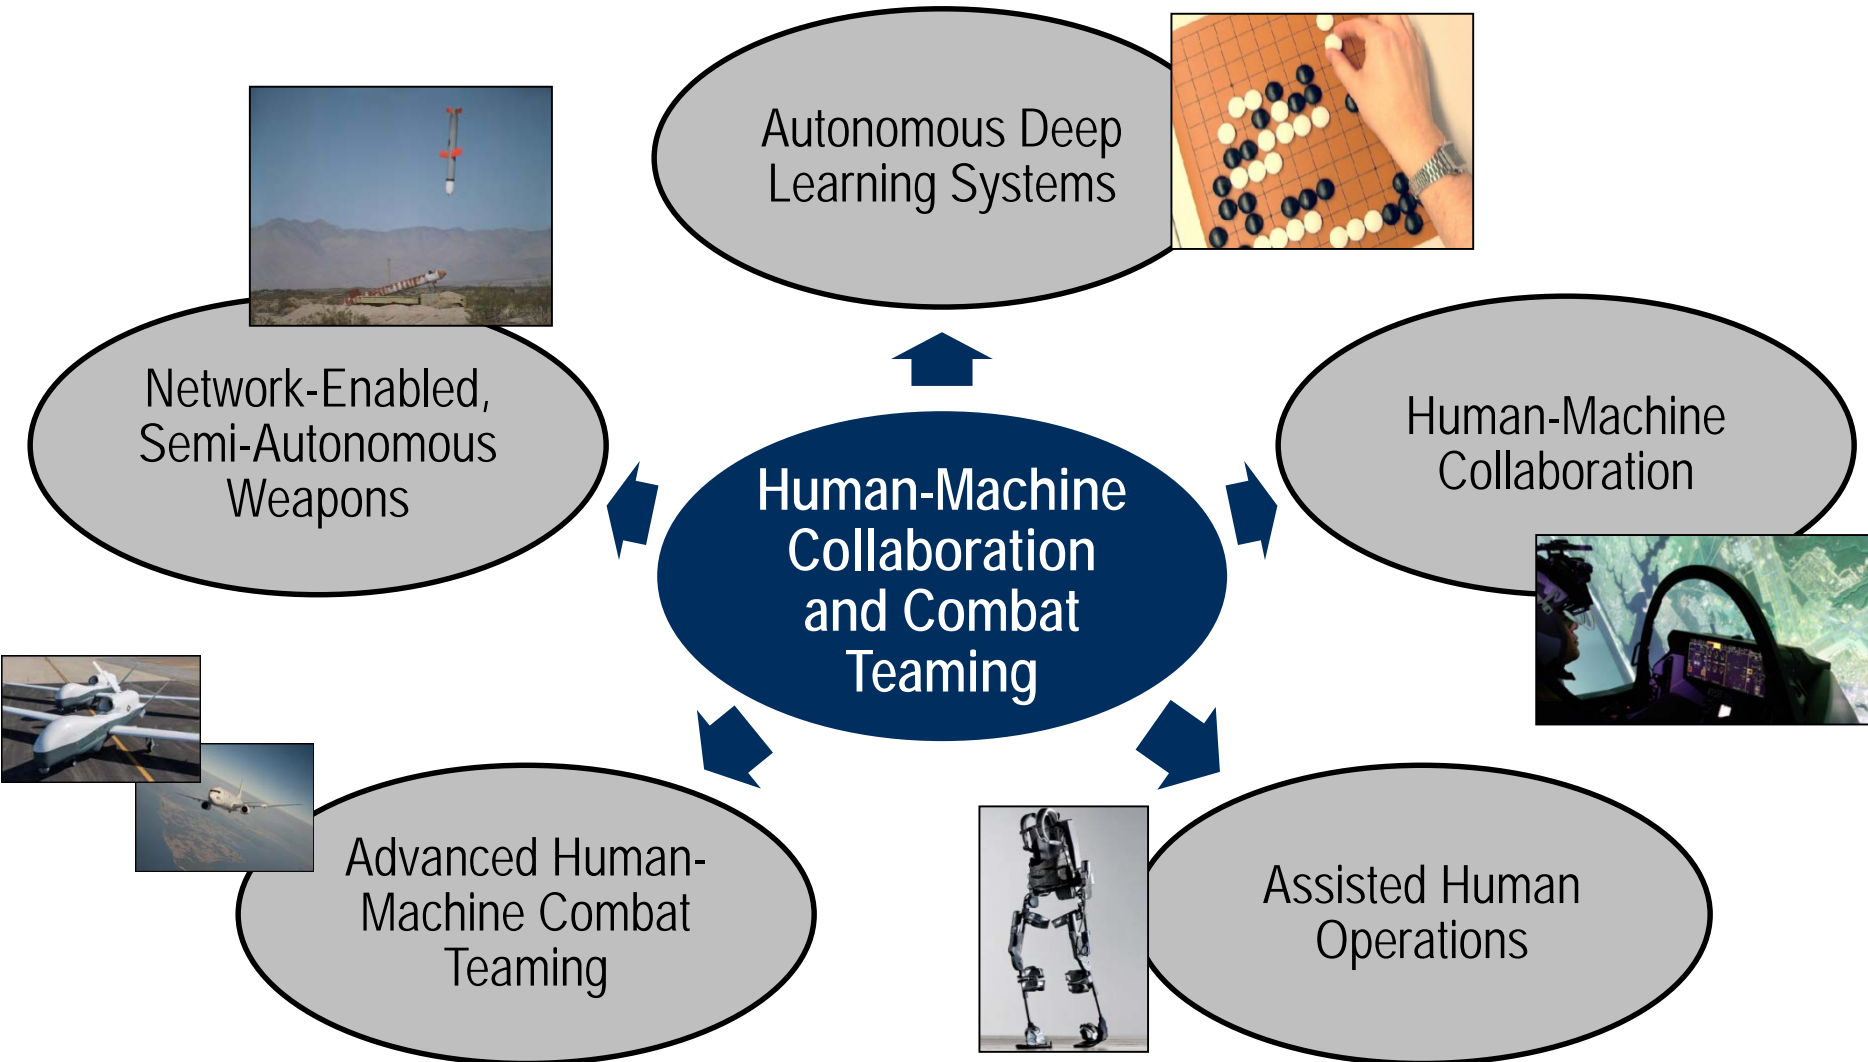 Autonomous Deep
Learning Systems
Network-Enabled,
Semi-Autonomous
Weapons
Human-Machine
Collaboration
Human-Machine
Collaboration
and Combat
Teaming
Advanced Human-
Machine Combat
Teaming
Assisted Human
Operations